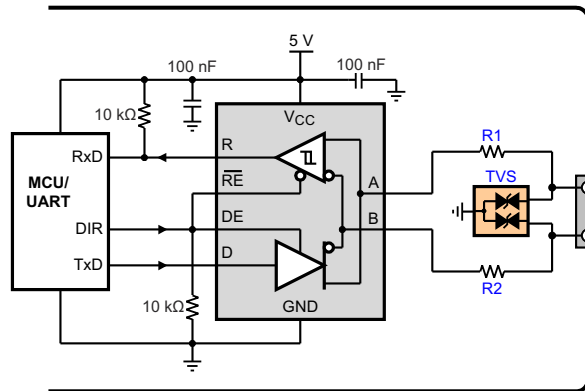 5 V
100 nF
100 nF
10 kΩ
VCC
R1
RxD
R
RE
A
TVS
MCU/
UART
DIR
DE
B
TxD
D
10 kΩ
GND
R2